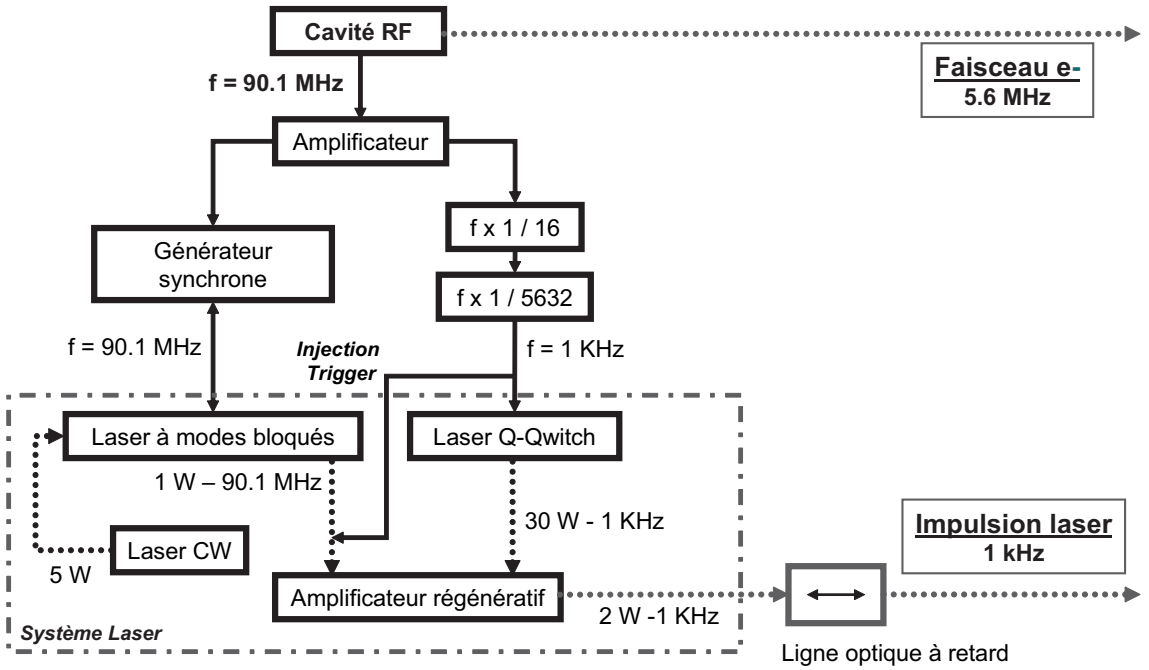 Cavité RF
f = 90.1 MHz
Faisceau e-
5.6 MHz
Amplificateur
f x 1 / 16
Générateur
synchrone
f x 1 / 5632
f = 90.1 MHz
Injection
Trigger
f = 1 KHz
Laser à modes bloqués
Laser Q-Qwitch
1 W – 90.1 MHz
30 W - 1 KHz
Laser CW
5 W
Impulsion laser
1 kHz
Amplificateur régénératif
2 W -1 KHz
Système Laser
Ligne optique à retard